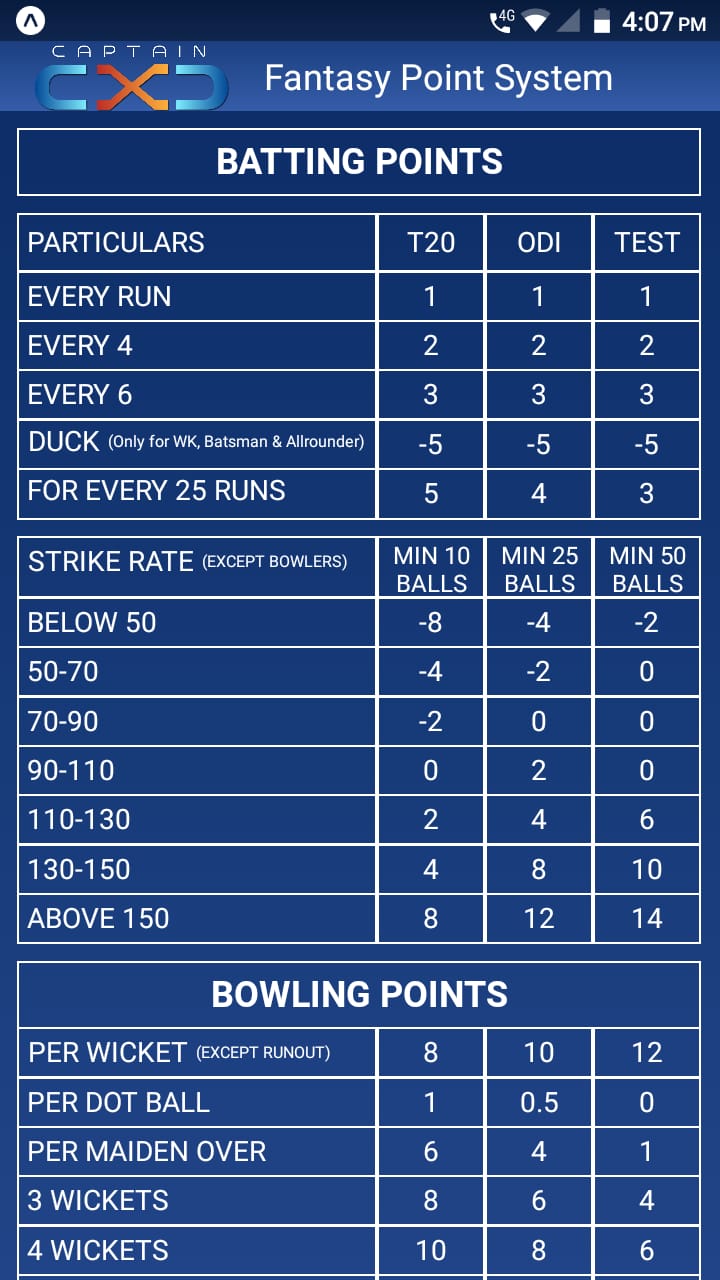 4G 4:07 PM
CAPTAIN
CXD Fantasy Point System
BATTING POINTS
PARTICULARS T20 ODI TEST
EVERY RUN 1 1 1
EVERY 4 2 2 2
EVERY 6 3 3 3
DUCK (Only for WK, Batsman & Allrounder) -5 -5 -5
FOR EVERY 25 RUNS 5 4 3
STRIKE RATE (EXCEPT BOWLERS) MIN 10 BALLS MIN 25 BALLS MIN 50 BALLS
BELOW 50 -8 -4 -2
50-70 -4 -2 0
70-90 -2 0 0
90-110 0 2 0
110-130 2 4 6
130-150 4 8 10
ABOVE 150 8 12 14
BOWLING POINTS
PER WICKET (EXCEPT RUNOUT) 8 10 12
PER DOT BALL 1 0.5 0
PER MAIDEN OVER 6 4 1
3 WICKETS 8 6 4
4 WICKETS 10 8 6